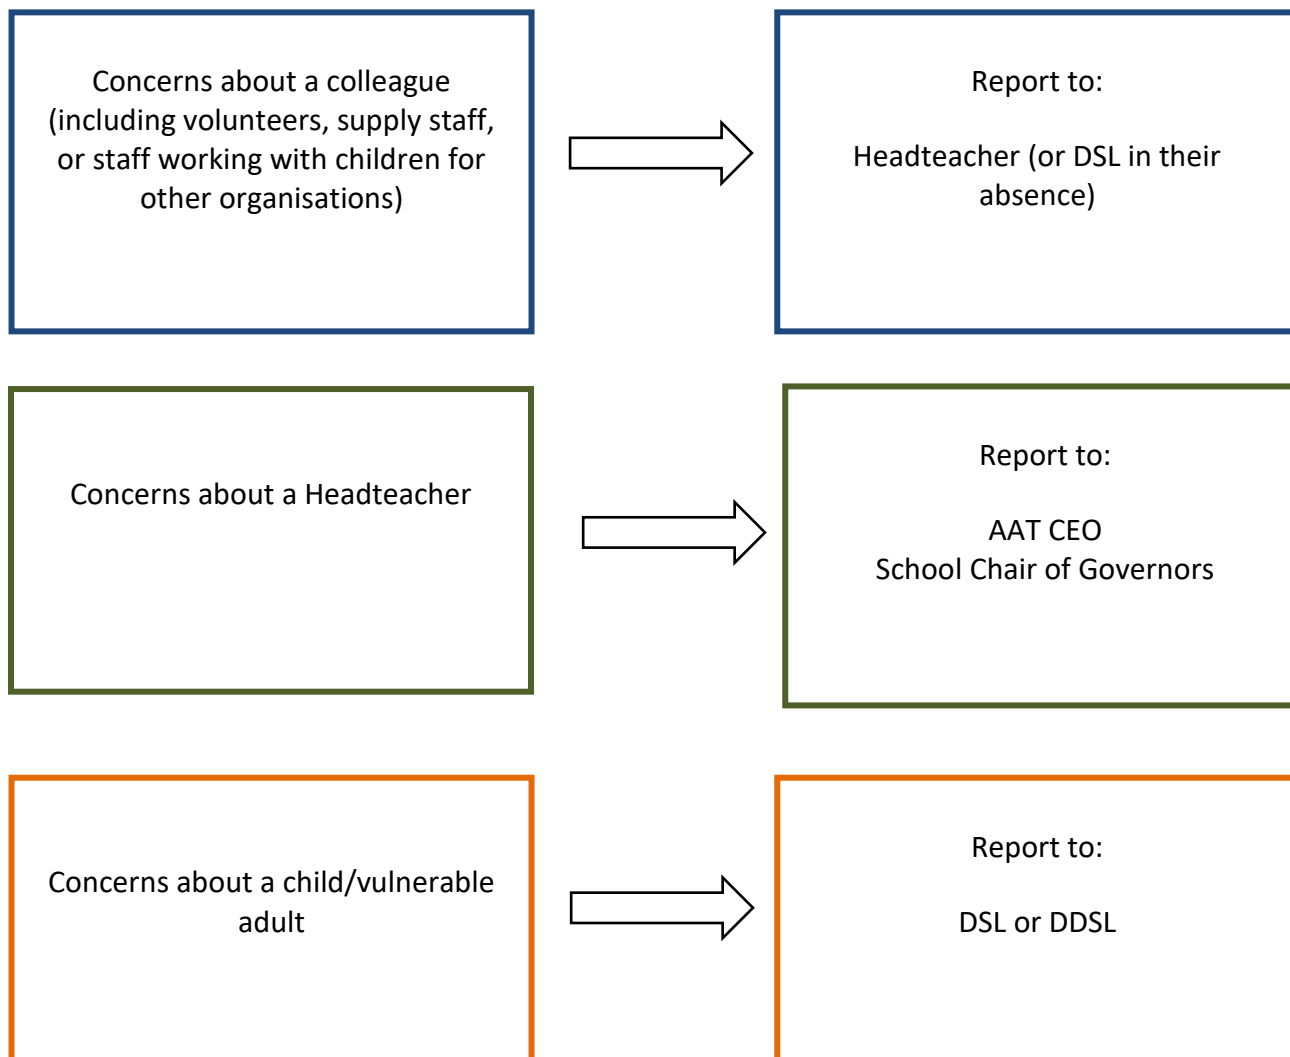 Concerns about a colleague
(including volunteers, supply staff,
or staff working with children for
other organisations)
Report to:
Headteacher (or DSL in their
absence)
Concerns about a Headteacher
Report to:
AAT CEO
School Chair of Governors
Concerns about a child/vulnerable
adult
Report to:
DSL or DDSL